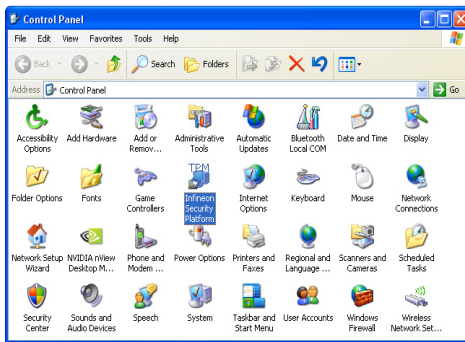 Control Panel
File Edit View Favorites Tools Help
Back Search Folders
Address Control Panel Go
Accessibility Options
Add Hardware
Add or Remov...
Administrative Tools
Automatic Updates
Bluetooth Local COM
Date and Time
Display
Folder Options
Fonts
Game Controllers
TPM
Infineon Security Platform
Internet Options
Keyboard
Mouse
Network Connections
Network Setup Wizard
NVIDIA nView Desktop M...
Phone and Modem ...
Power Options
Printers and Faxes
Regional and Language ...
Scanners and Cameras
Scheduled Tasks
Security Center
Sounds and Audio Devices
Speech
System
Taskbar and Start Menu
User Accounts
Windows Firewall
Wireless Network Set...